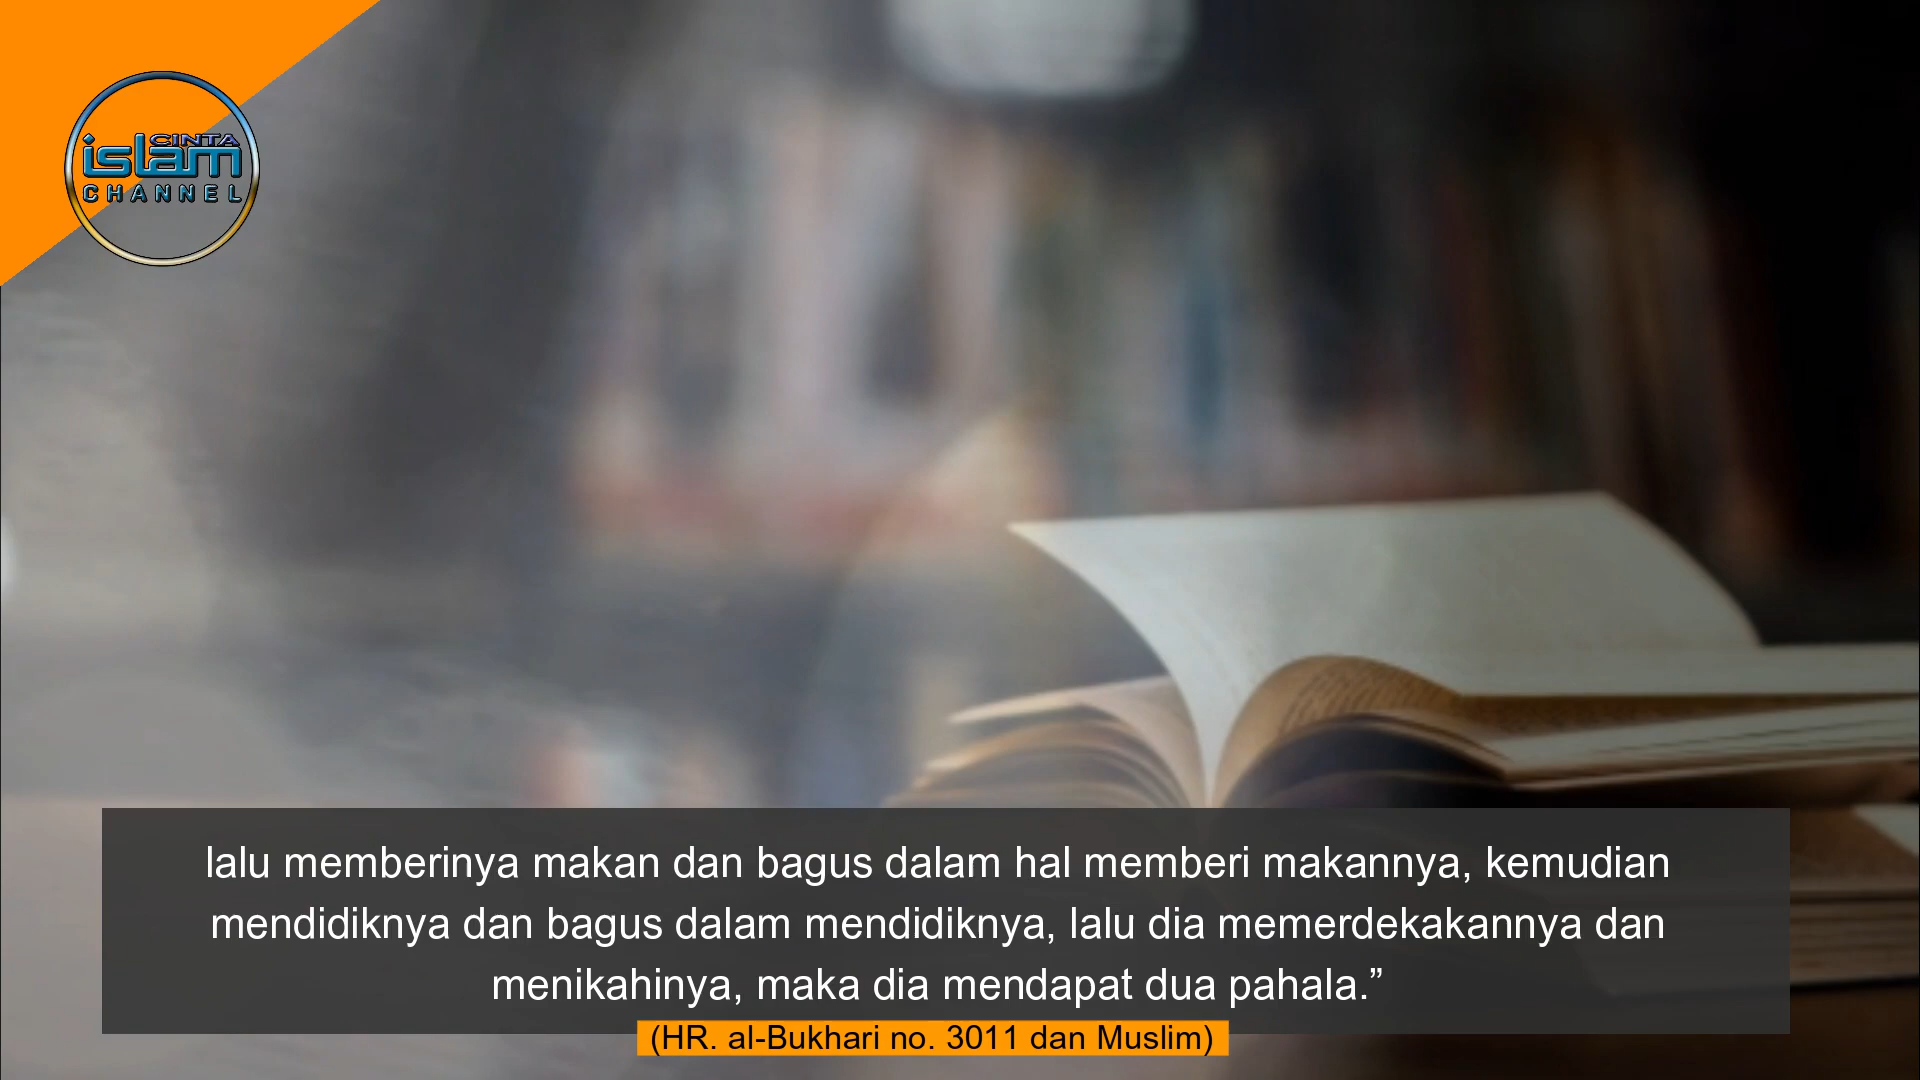 CINTA
islam
CHANNEL
lalu memberinya makan dan bagus dalam hal memberi makannya, kemudian
mendidiknya dan bagus dalam mendidiknya, lalu dia memerdekakannya dan
menikahinya, maka dia mendapat dua pahala.”
(HR. al-Bukhari no. 3011 dan Muslim)